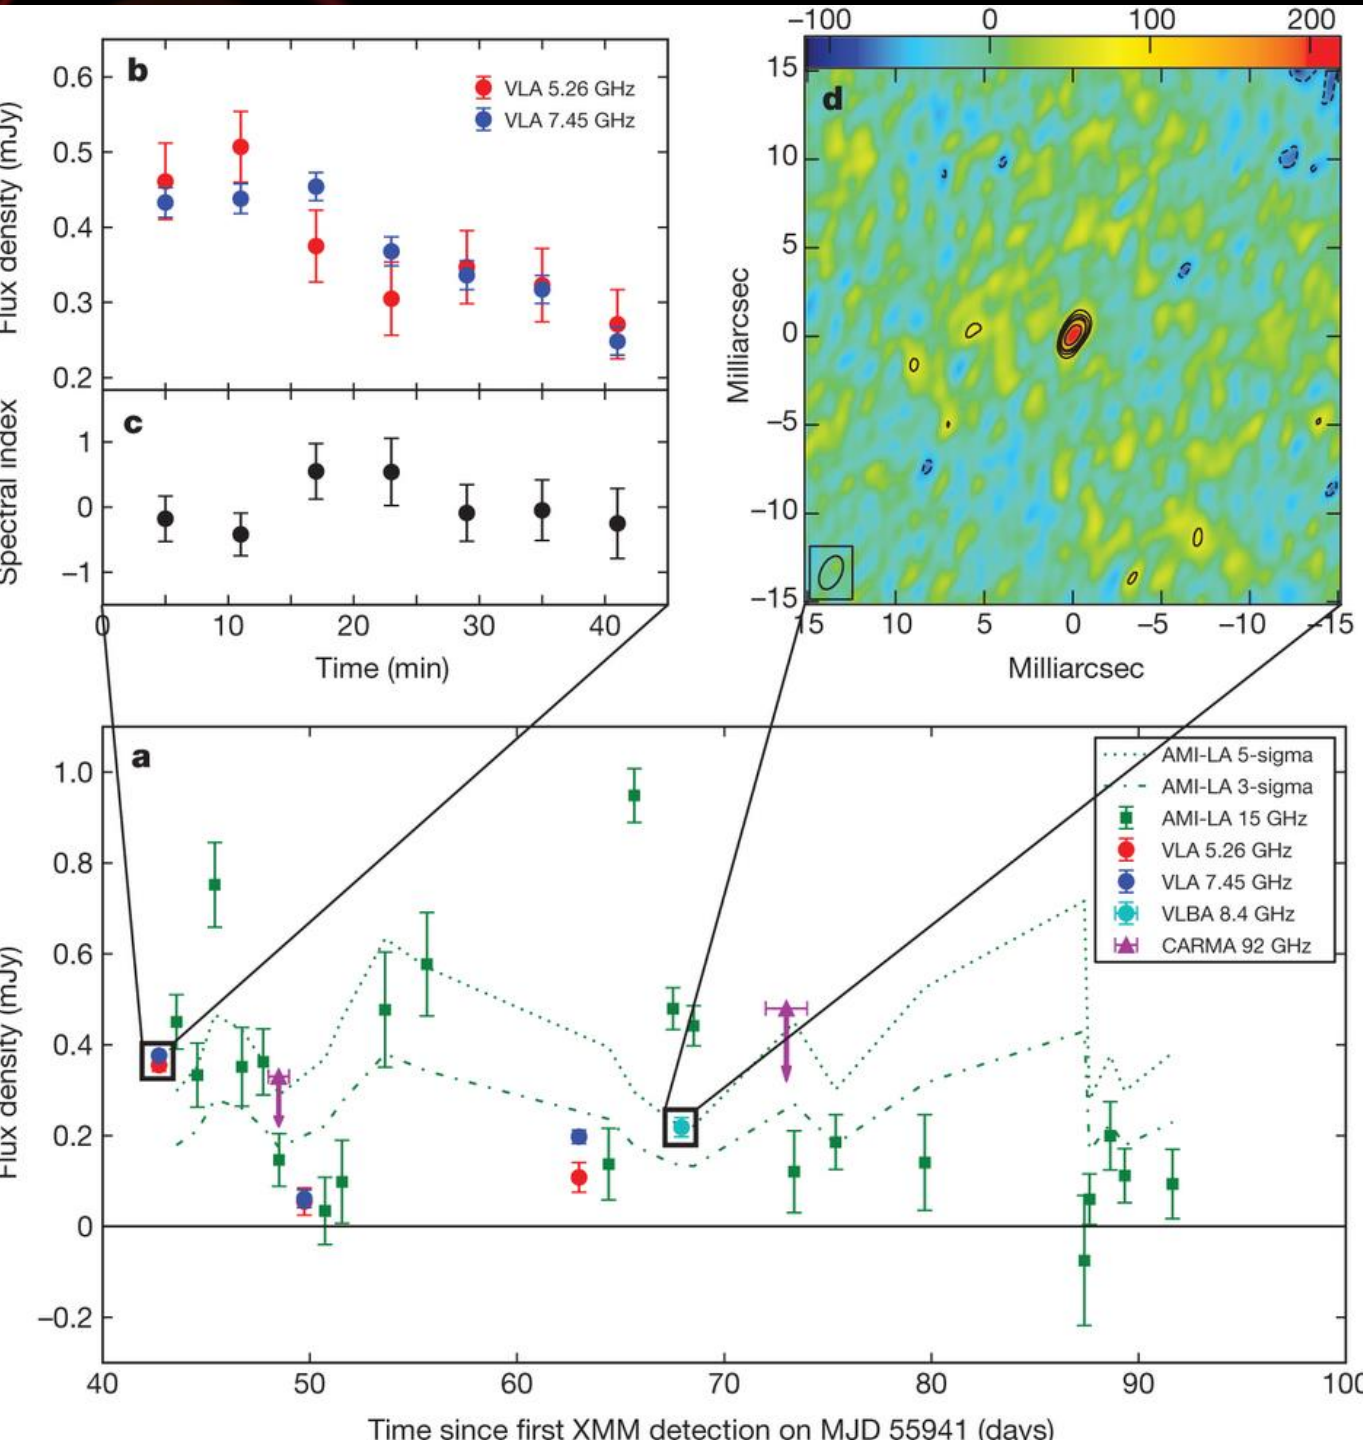 b
VLA 5.26 GHz
VLA 7.45 GHz
0.6
0.5
0.4
0.3
0.2
Flux density (mJy)
c
1
0
−1
Spectral index
0 10 20 30 40
Time (min)
−100 0 100 200
d
15
10
5
0
−5
−10
−15
Milliarcsec
15 10 5 0 −5 −10 −15
Milliarcsec
a
AMI-LA 5-sigma
AMI-LA 3-sigma
AMI-LA 15 GHz
VLA 5.26 GHz
VLA 7.45 GHz
VLBA 8.4 GHz
CARMA 92 GHz
1.0
0.8
0.6
0.4
0.2
0
−0.2
Flux density (mJy)
40 50 60 70 80 90 100
Time since first XMM detection on MJD 55941 (days)